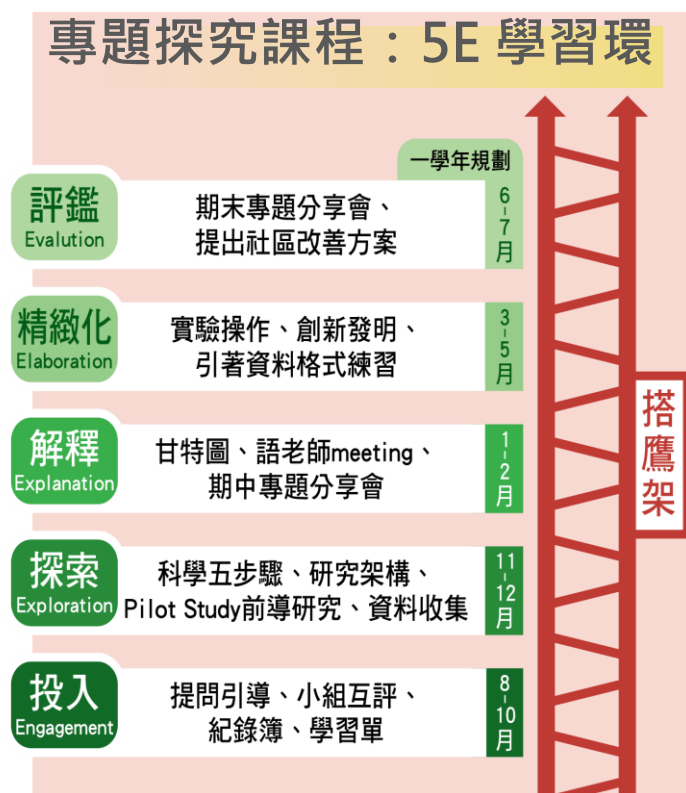 專題探究課程：5E 學習環
一學年規劃
評鑑
Evalution
期末專題分享會、
提出社區改善方案
6-7月
精緻化
Elaboration
實驗操作、創新發明、
引著資料格式練習
3-5月
解釋
Explanation
甘特圖、語老師meeting、
期中專題分享會
1-2月
探索
Exploration
科學五步驟、研究架構、
Pilot Study前導研究、資料收集
11-12月
投入
Engagement
提問引導、小組互評、
紀錄簿、學習單
8-10月
搭鷹架